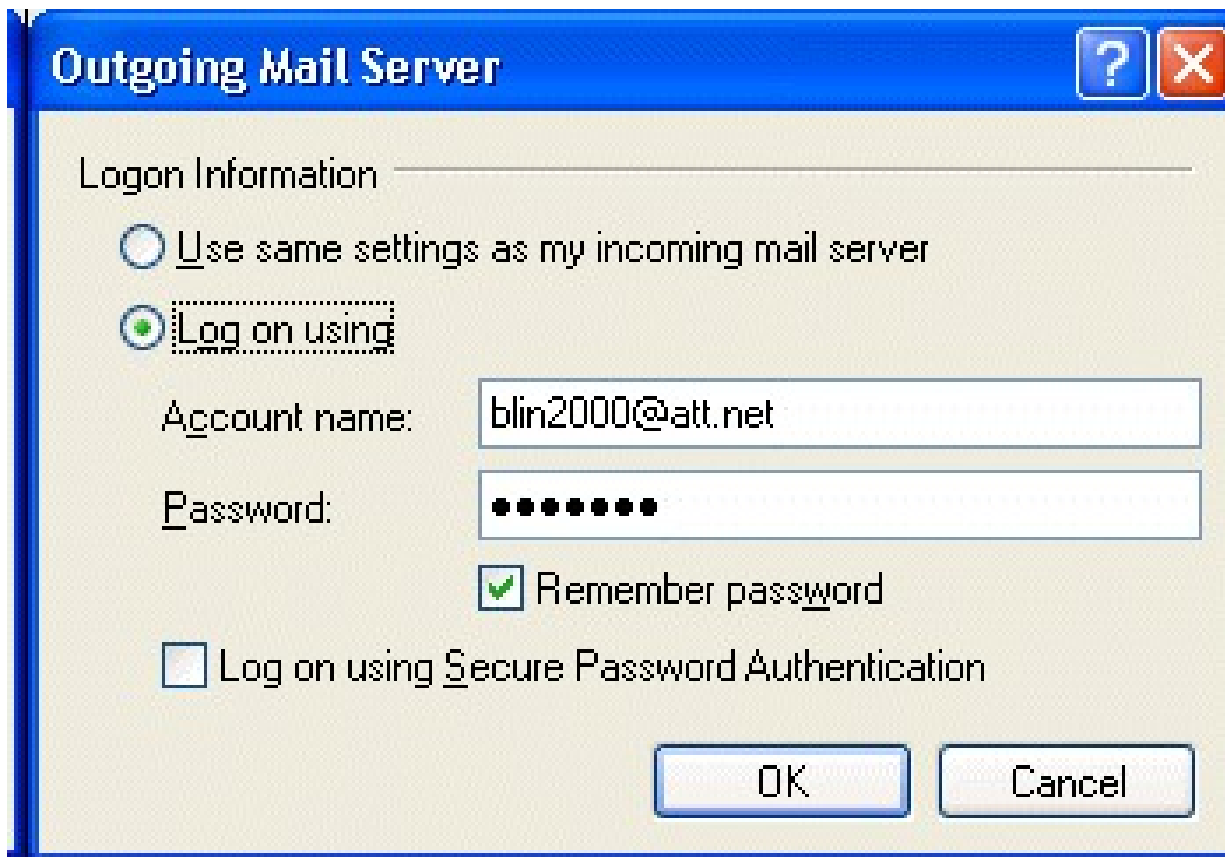 Outgoing Mail Server
Logon Information
Use same settings as my incoming mail server
Log on using
Account name: blin2000@att.net
Password: •••••••
Remember password
Log on using Secure Password Authentication
OK Cancel